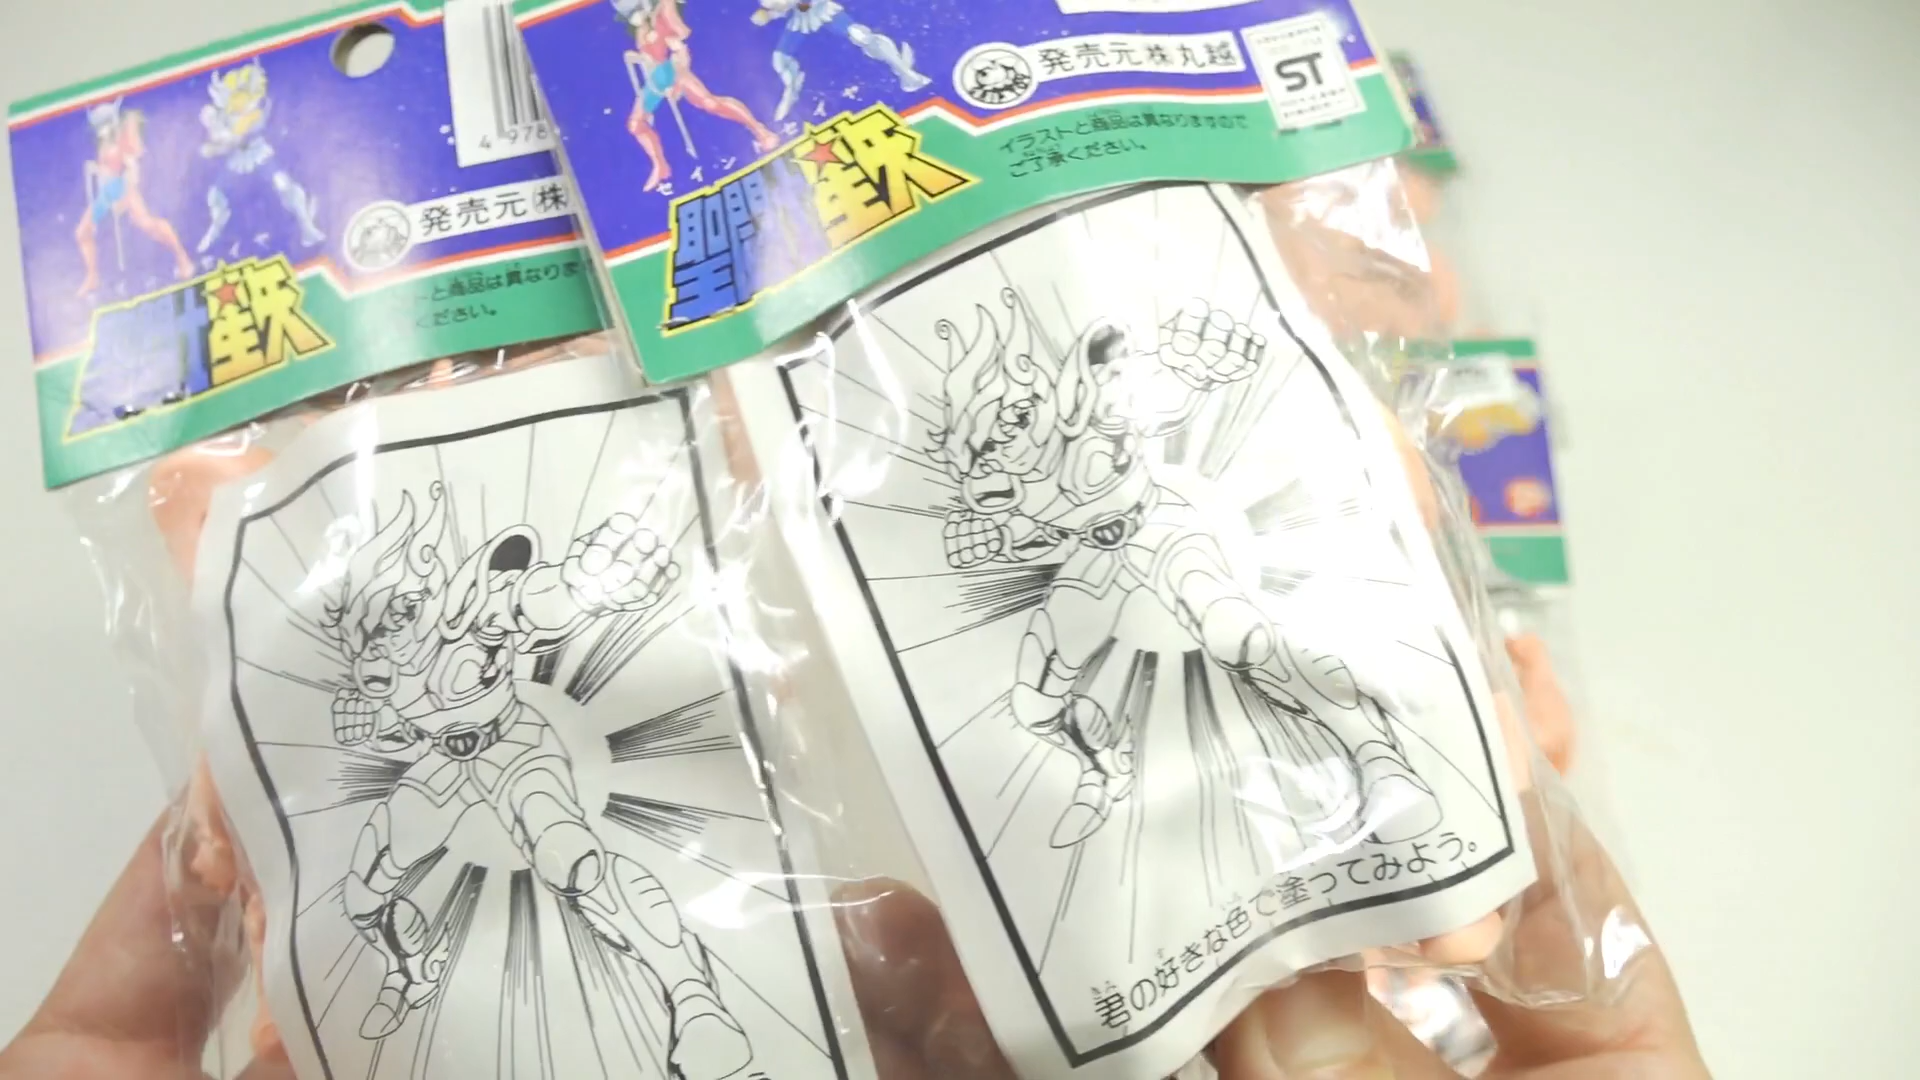 4 978
発売元 (株)
聖闘士星矢
トと商品は異なります
ください。
発売元 (株) 丸越
ST
セイントセイヤ
聖闘士星矢
イラストと商品は異なりますので
ご了承ください。
君の好きな色で塗ってみよう。